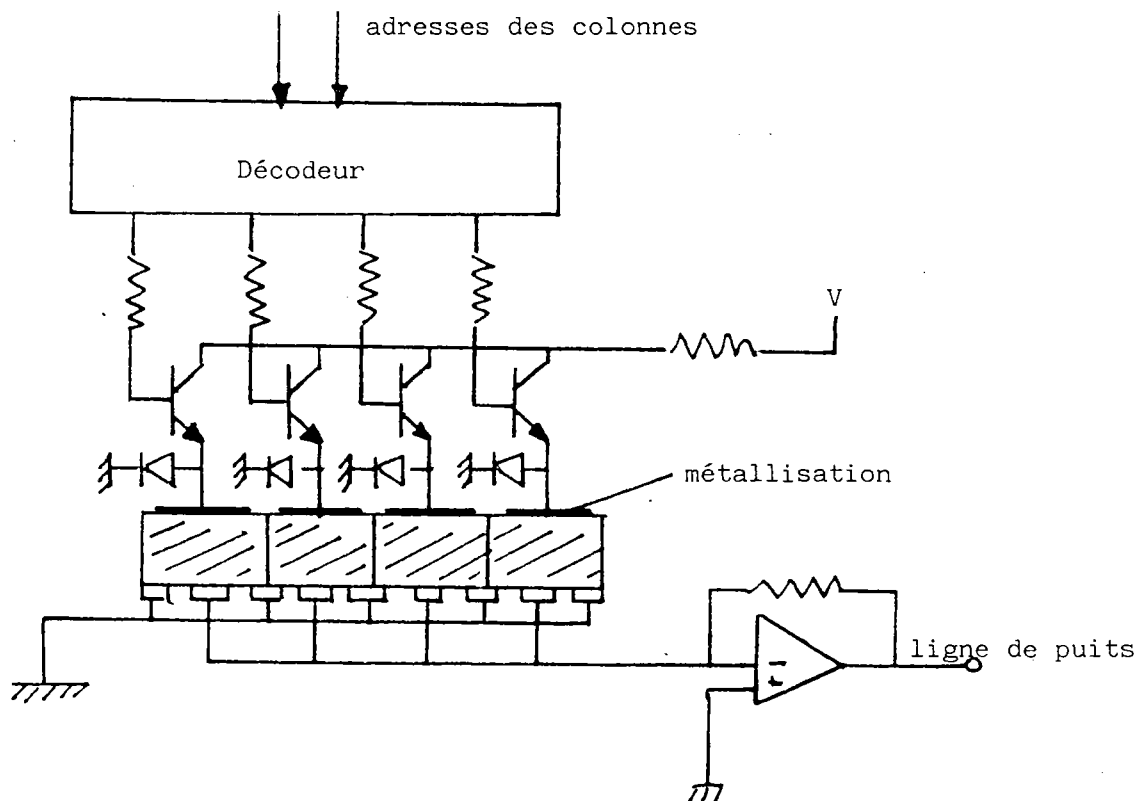 adresses des colonnes
Décodeur
V
métallisation
ligne de puits